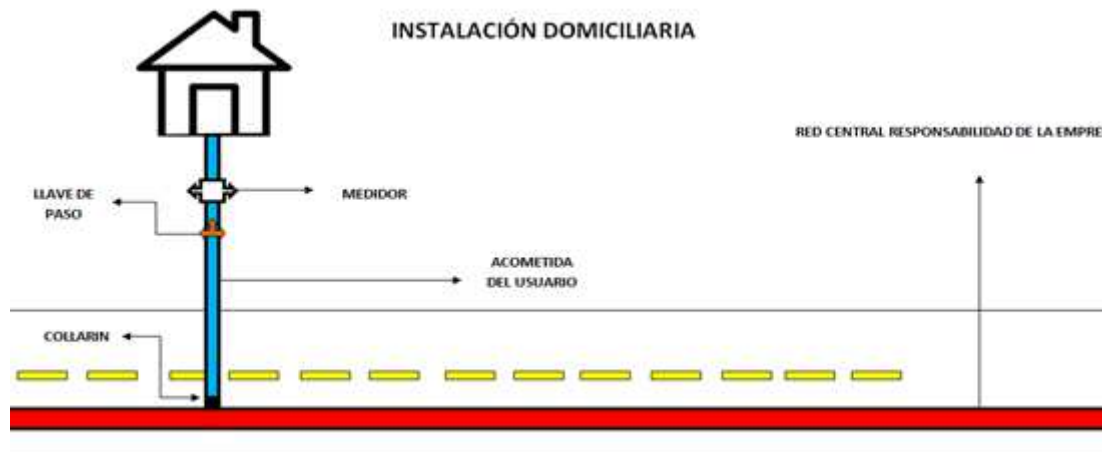 INSTALACIÓN DOMICILIARIA
RED CENTRAL RESPONSABILIDAD DE LA EMPRE
LLAVE DE
PASO
MEDIDOR
ACOMETIDA
DEL USUARIO
COLLARIN